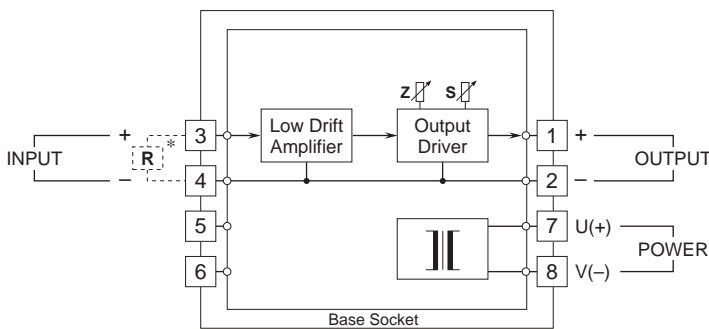 Z S
3 Low Drift Amplifier Output Driver 1 +
+ *
INPUT R OUTPUT
− 4 2 −
5 7 U(+)
POWER
6 8 V(–)
Base Socket